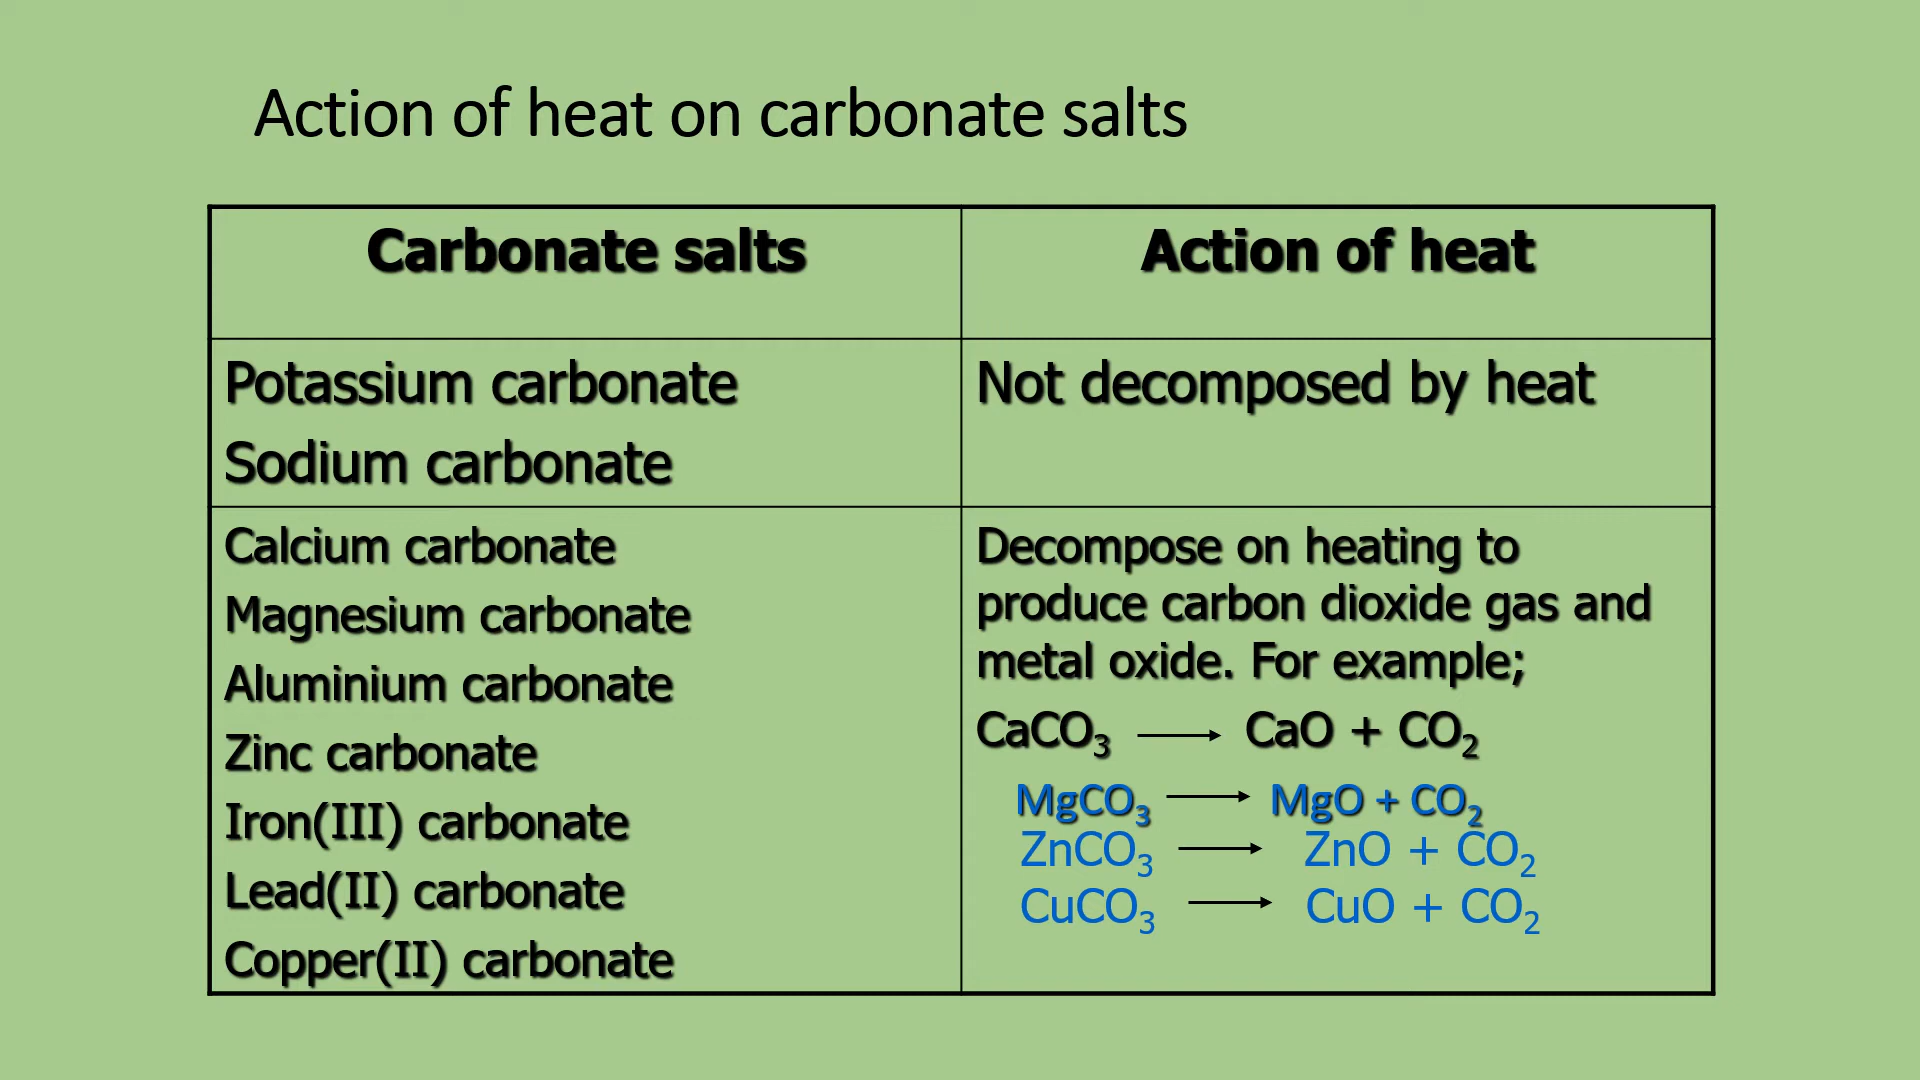 Action of heat on carbonate salts
Carbonate salts
Action of heat
Potassium carbonate
Sodium carbonate
Not decomposed by heat
Calcium carbonate
Magnesium carbonate
Aluminium carbonate
Zinc carbonate
Iron(III) carbonate
Lead(II) carbonate
Copper(II) carbonate
Decompose on heating to
produce carbon dioxide gas and
metal oxide. For example;
CaCO₃ ⟶ CaO + CO₂
MgCO₃ ⟶ MgO + CO₂
ZnCO₃ ⟶ ZnO + CO₂
CuCO₃ ⟶ CuO + CO₂